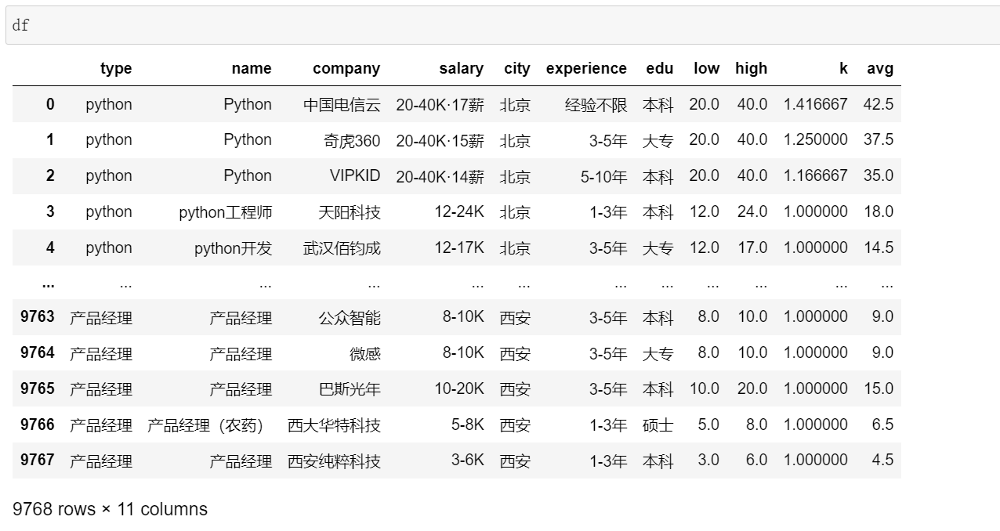 df
type name company salary city experience edu low high k avg
0 python Python 中国电信云 20-40K·17薪 北京 经验不限 本科 20.0 40.0 1.416667 42.5
1 python Python 奇虎360 20-40K·15薪 北京 3-5年 大专 20.0 40.0 1.250000 37.5
2 python Python VIPKID 20-40K·14薪 北京 5-10年 本科 20.0 40.0 1.166667 35.0
3 python python工程师 天阳科技 12-24K 北京 1-3年 本科 12.0 24.0 1.000000 18.0
4 python python开发 武汉佰钧成 12-17K 北京 3-5年 大专 12.0 17.0 1.000000 14.5
... ... ... ... ... ... ... ... ... ... ... ...
9763 产品经理 产品经理 公众智能 8-10K 西安 3-5年 本科 8.0 10.0 1.000000 9.0
9764 产品经理 产品经理 微感 8-10K 西安 3-5年 大专 8.0 10.0 1.000000 9.0
9765 产品经理 产品经理 巴斯光年 10-20K 西安 3-5年 本科 10.0 20.0 1.000000 15.0
9766 产品经理 产品经理（农药） 西大华特科技 5-8K 西安 1-3年 硕士 5.0 8.0 1.000000 6.5
9767 产品经理 产品经理 西安纯粹科技 3-6K 西安 1-3年 本科 3.0 6.0 1.000000 4.5
9768 rows × 11 columns